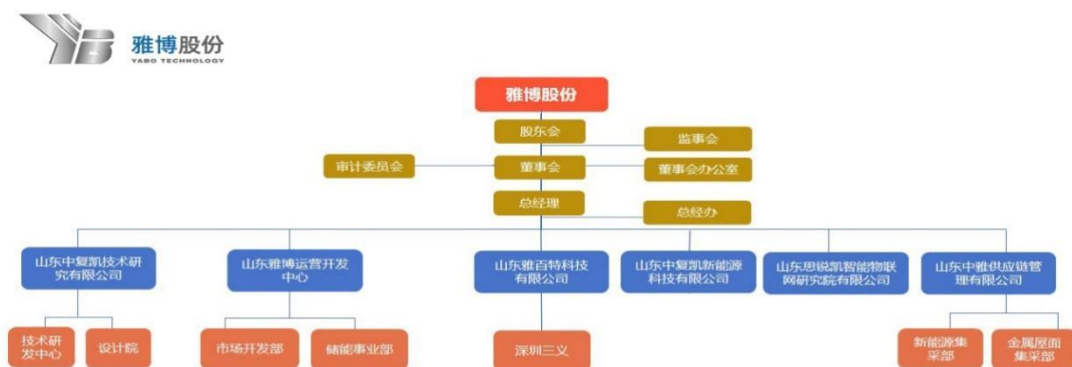 雅博股份
YABO TECHNOLOGY
雅博股份
股东会
监事会
审计委员会
董事会
董事会办公室
总经理
总经办
山东中复凯技术研
究有限公司
山东雅博运营开发
中心
山东雅百特科技
有限公司
山东中复凯新能源
科技有限公司
山东思锐凯智能物联
网研究院有限公司
山东中雅供应链管
理有限公司
技术研
发中心
设计院
市场开发部
储能事业部
深圳三义
新能源集
采部
金属屋面
集采部